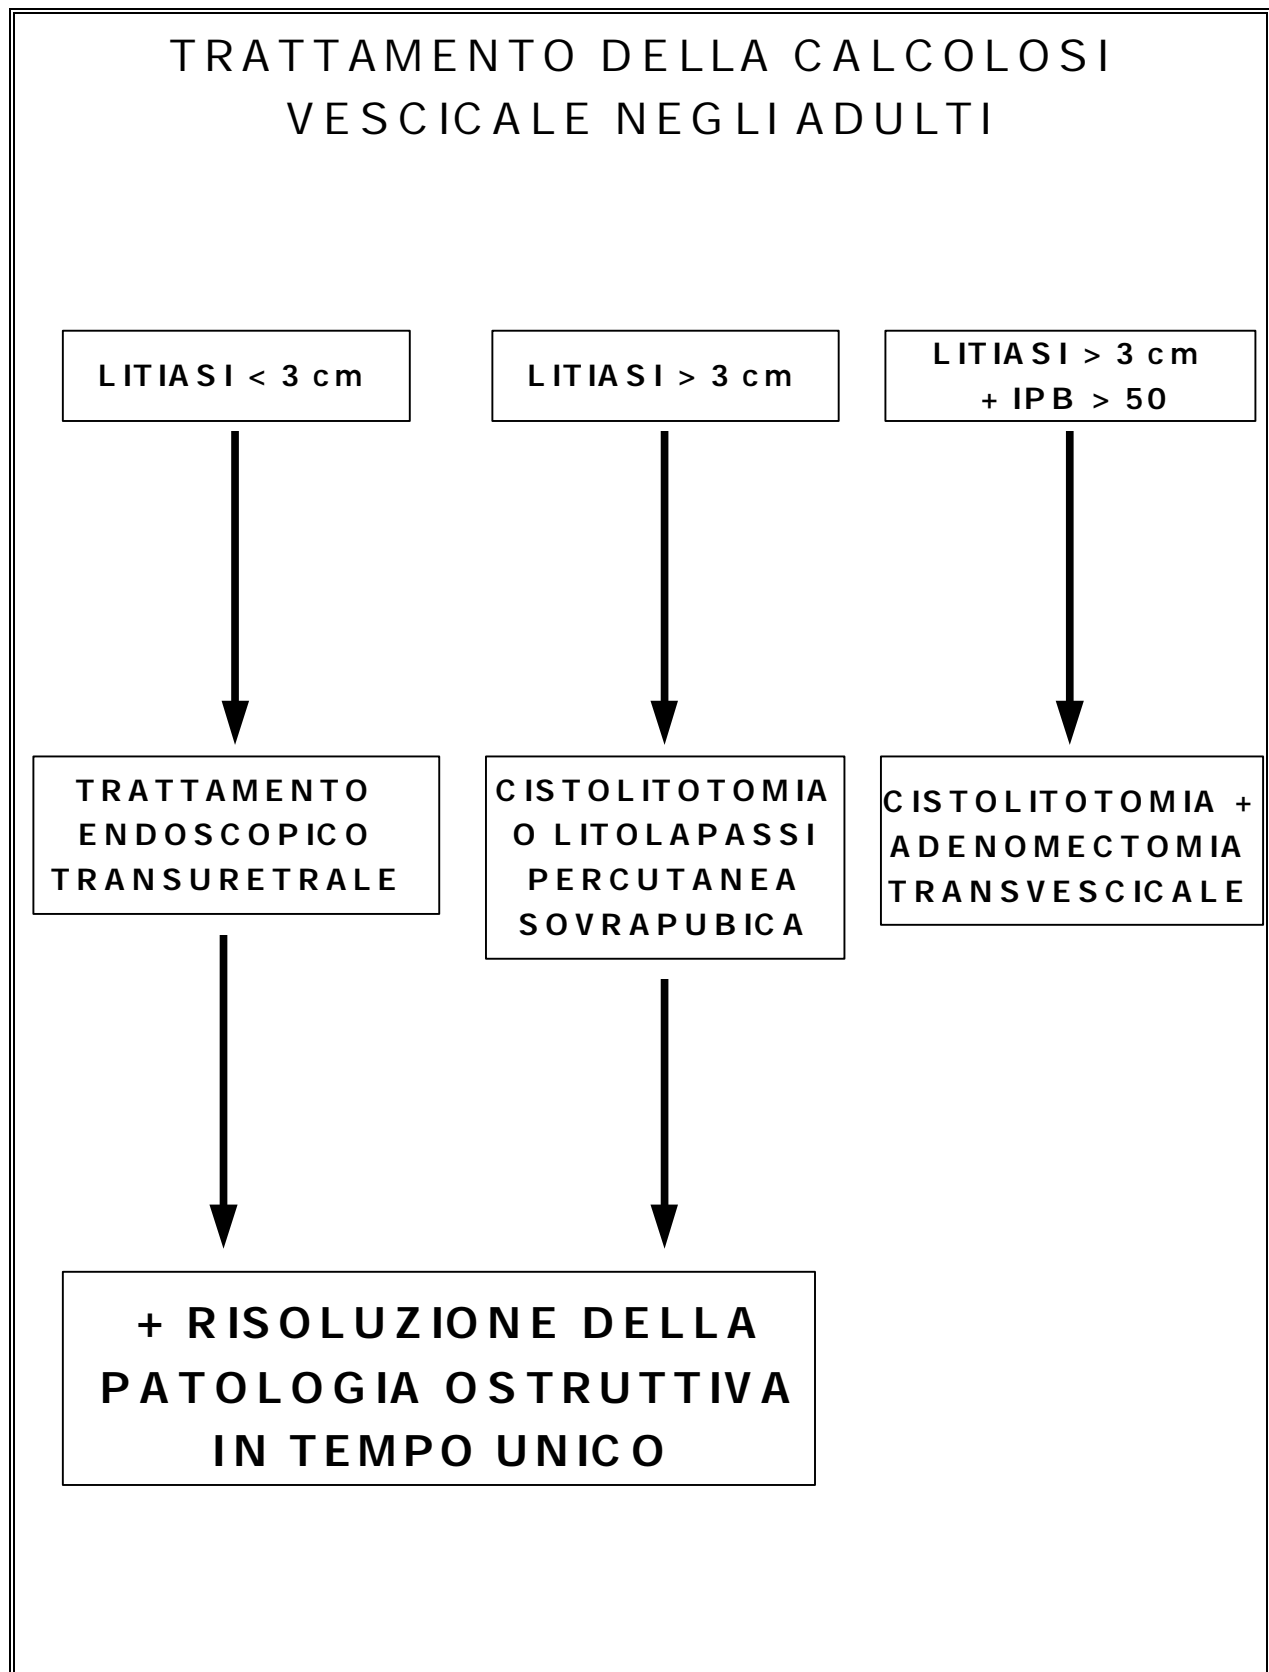 TRATTAMENTO DELLA CALCOLOSI
VESCICALE NEGLI ADULTI
LITIASI < 3 cm
LITIASI > 3 cm
LITIASI > 3 cm
+ IPB > 50
TRATTAMENTO
ENDOSCOPICO
TRANSURETRALE
CISTOLITOTOMIA
O LITOLAPASSI
PERCUTANEA
SOVRAPUBICA
CISTOLITOTOMIA +
ADENOMECTOMIA
TRANSVESCICALE
+ RISOLUZIONE DELLA
PATOLOGIA OSTRUTTIVA
IN TEMPO UNICO